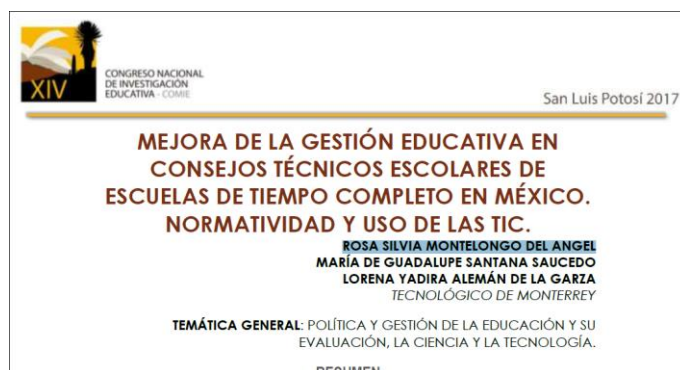 XIV
CONGRESO NACIONAL
DE INVESTIGACIÓN
EDUCATIVA - COMIE
San Luis Potosí 2017
MEJORA DE LA GESTIÓN EDUCATIVA EN
CONSEJOS TÉCNICOS ESCOLARES DE
ESCUELAS DE TIEMPO COMPLETO EN MÉXICO.
NORMATIVIDAD Y USO DE LAS TIC.
ROSA SILVIA MONTELONGO DEL ANGEL
MARÍA DE GUADALUPE SANTANA SAUCEDO
LORENA YADIRA ALEMÁN DE LA GARZA
TECNOLÓGICO DE MONTERREY
TEMÁTICA GENERAL: POLÍTICA Y GESTIÓN DE LA EDUCACIÓN Y SU
EVALUACIÓN, LA CIENCIA Y LA TECNOLOGÍA.
RESUMEN